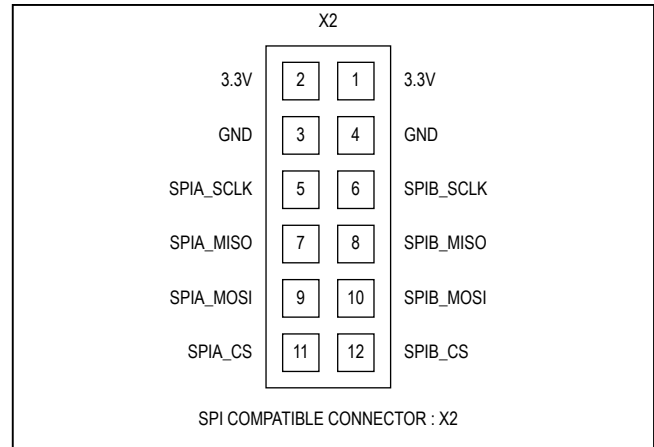 X2
3.3V 2 1 3.3V
GND 3 4 GND
SPIA_SCLK 5 6 SPIB_SCLK
SPIA_MISO 7 8 SPIB_MISO
SPIA_MOSI 9 10 SPIB_MOSI
SPIA_CS 11 12 SPIB_CS
SPI COMPATIBLE CONNECTOR : X2